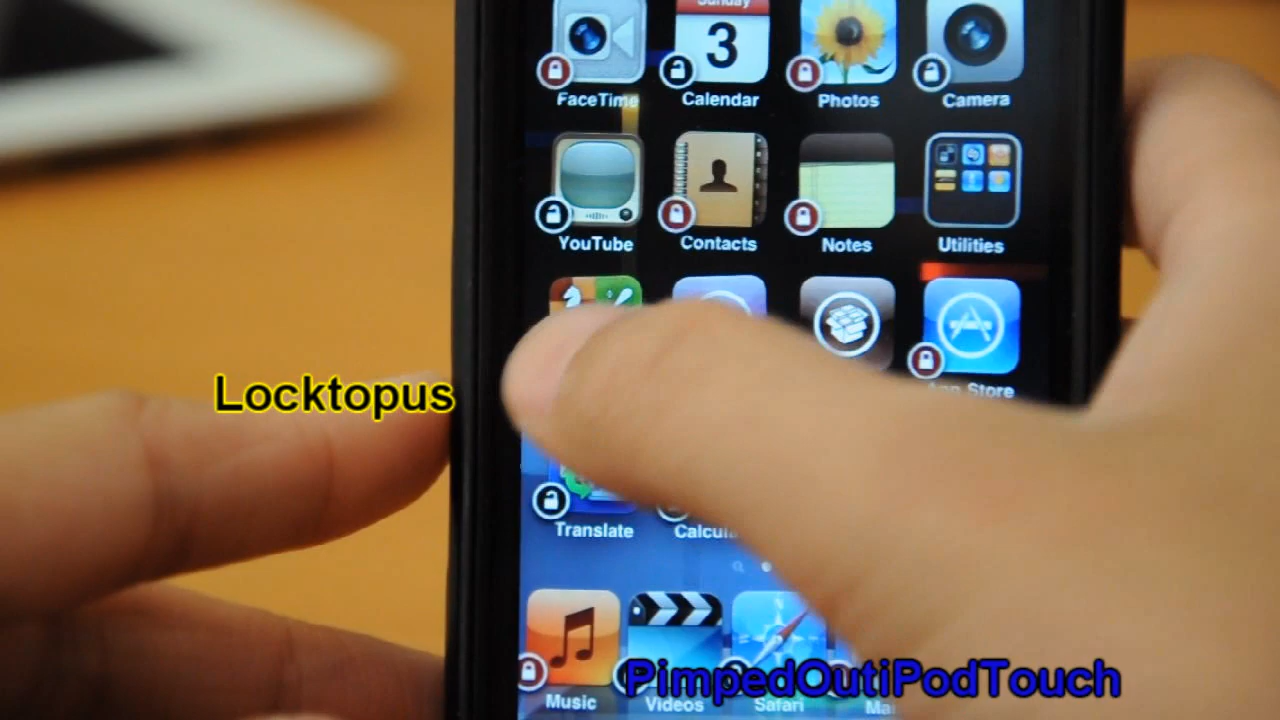 Sunday
3
FaceTime Calendar Photos Camera
YouTube Contacts Notes Utilities
App Store
Locktopus
Translate
Music Videos Safari
PimpedOutiPodTouch